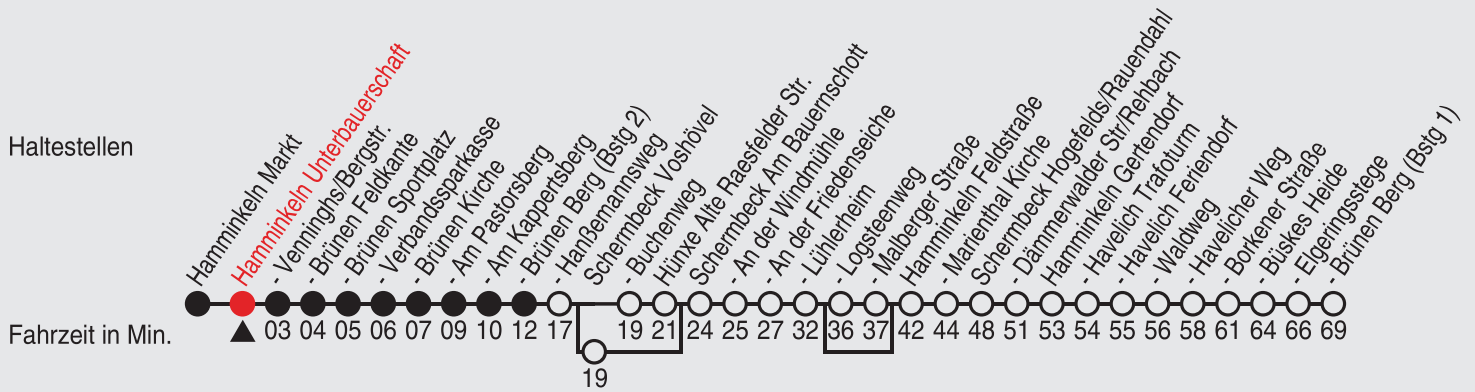 Haltestellen
Hamminkeln Markt
Hamminkeln Unterbauerschaft
- Venninghs/Bergstr.
- Brünen Feldkante
- Brünen Sportplatz
- Verbandssparkasse
- Brünen Kirche
- Am Pastorsberg
- Am Kappertsberg
- Brünen Berg (Bstg 2)
- Hanßermannsweg
Schermbeck Voshövel
- Buchenweg
Hünxe Alte Raesfelder Str.
Schermbeck Am Bauernschott
- An der Windmühle
- An der Friedenseiche
- Lühlerheim
- Logsteenweg
- Malberger Straße
Hamminkeln Feldstraße
- Marienthal Kirche
Schermbeck Hogefelds/Rauendahl
- Dämmerwalder Str/Rehbach
Hamminkeln Gertendorf
- Havelich Trafoturm
- Havelich Feriendorf
- Waldweg
- Havelicher Weg
- Borkener Straße
- Büskes Heide
- Elgeringsstege
- Brünen Berg (Bstg 1)
Fahrzeit in Min.
03 04 05 06 07 09 10 12 17 19 21 24 25 27 32 36 37 42 44 48 51 53 54 55 56 58 61 64 66 69
19